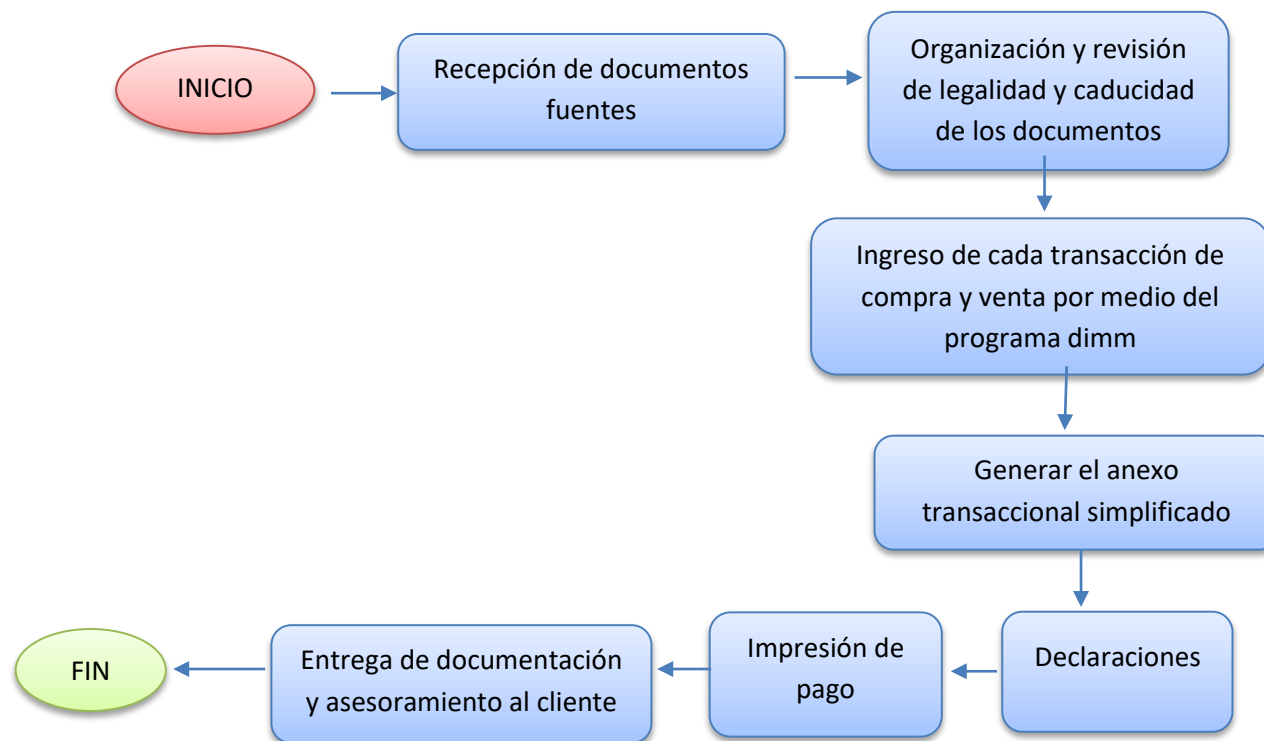 INICIO
Recepción de documentos
fuentes
Organización y revisión
de legalidad y caducidad
de los documentos
Ingreso de cada transacción de
compra y venta por medio del
programa dimm
Generar el anexo
transaccional simplificado
Declaraciones
Impresión de
pago
Entrega de documentación
y asesoramiento al cliente
FIN